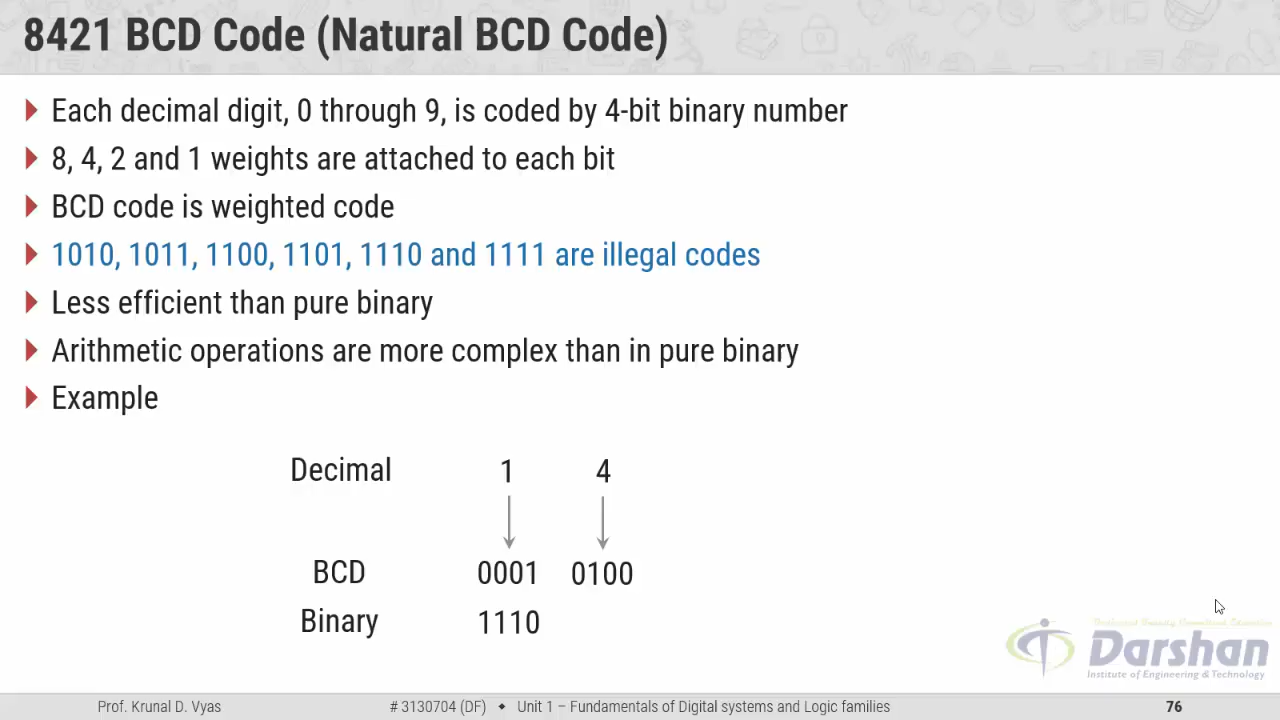 8421 BCD Code (Natural BCD Code)
Each decimal digit, 0 through 9, is coded by 4-bit binary number
8, 4, 2 and 1 weights are attached to each bit
BCD code is weighted code
1010, 1011, 1100, 1101, 1110 and 1111 are illegal codes
Less efficient than pure binary
Arithmetic operations are more complex than in pure binary
Example
Decimal 1 4
BCD 0001 0100
Binary 1110
Darshan
Institute of Engineering & Technology
Prof. Krunal D. Vyas # 3130704 (DF) ◆ Unit 1 – Fundamentals of Digital systems and Logic families 76